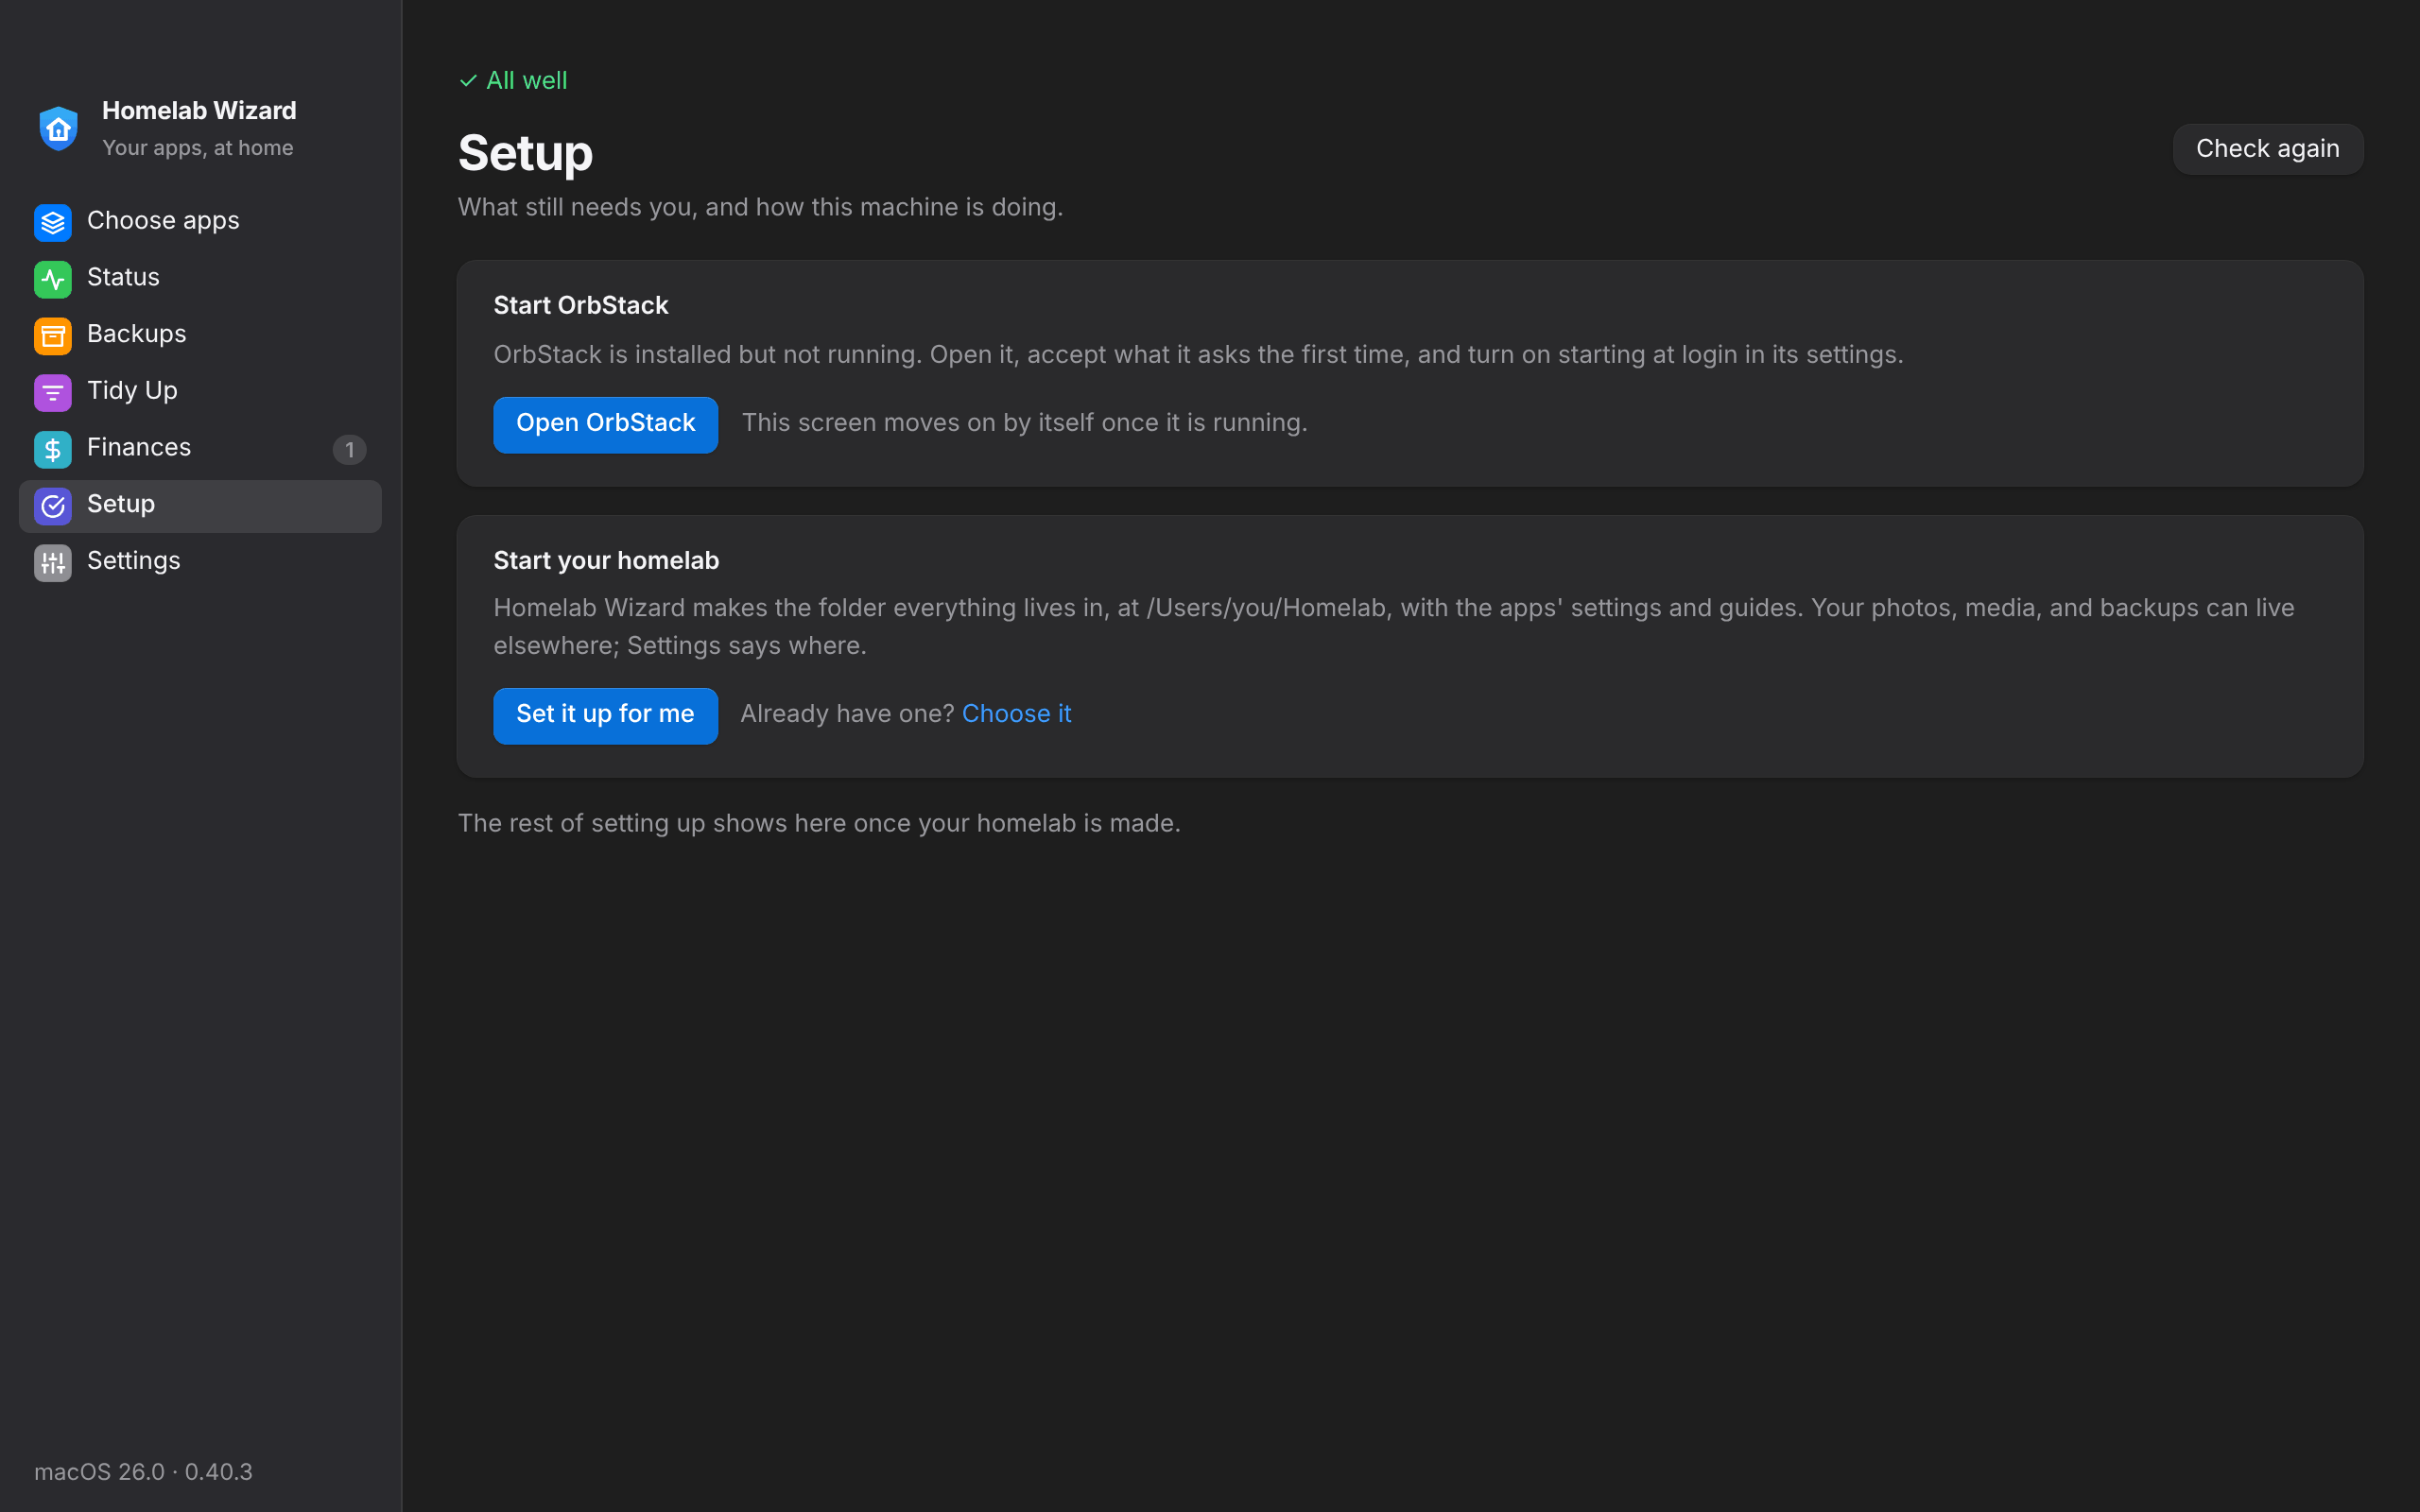 Homelab Wizard
Your apps, at home
Choose apps
Status
Backups
Tidy Up
Finances
1
Setup
Settings
macOS 26.0 · 0.40.3
✓ All well
Setup
Check again
What still needs you, and how this machine is doing.
Start OrbStack
OrbStack is installed but not running. Open it, accept what it asks the first time, and turn on starting at login in its settings.
Open OrbStack
This screen moves on by itself once it is running.
Start your homelab
Homelab Wizard makes the folder everything lives in, at /Users/you/Homelab, with the apps' settings and guides. Your photos, media, and backups can live
elsewhere; Settings says where.
Set it up for me
Already have one? Choose it
The rest of setting up shows here once your homelab is made.